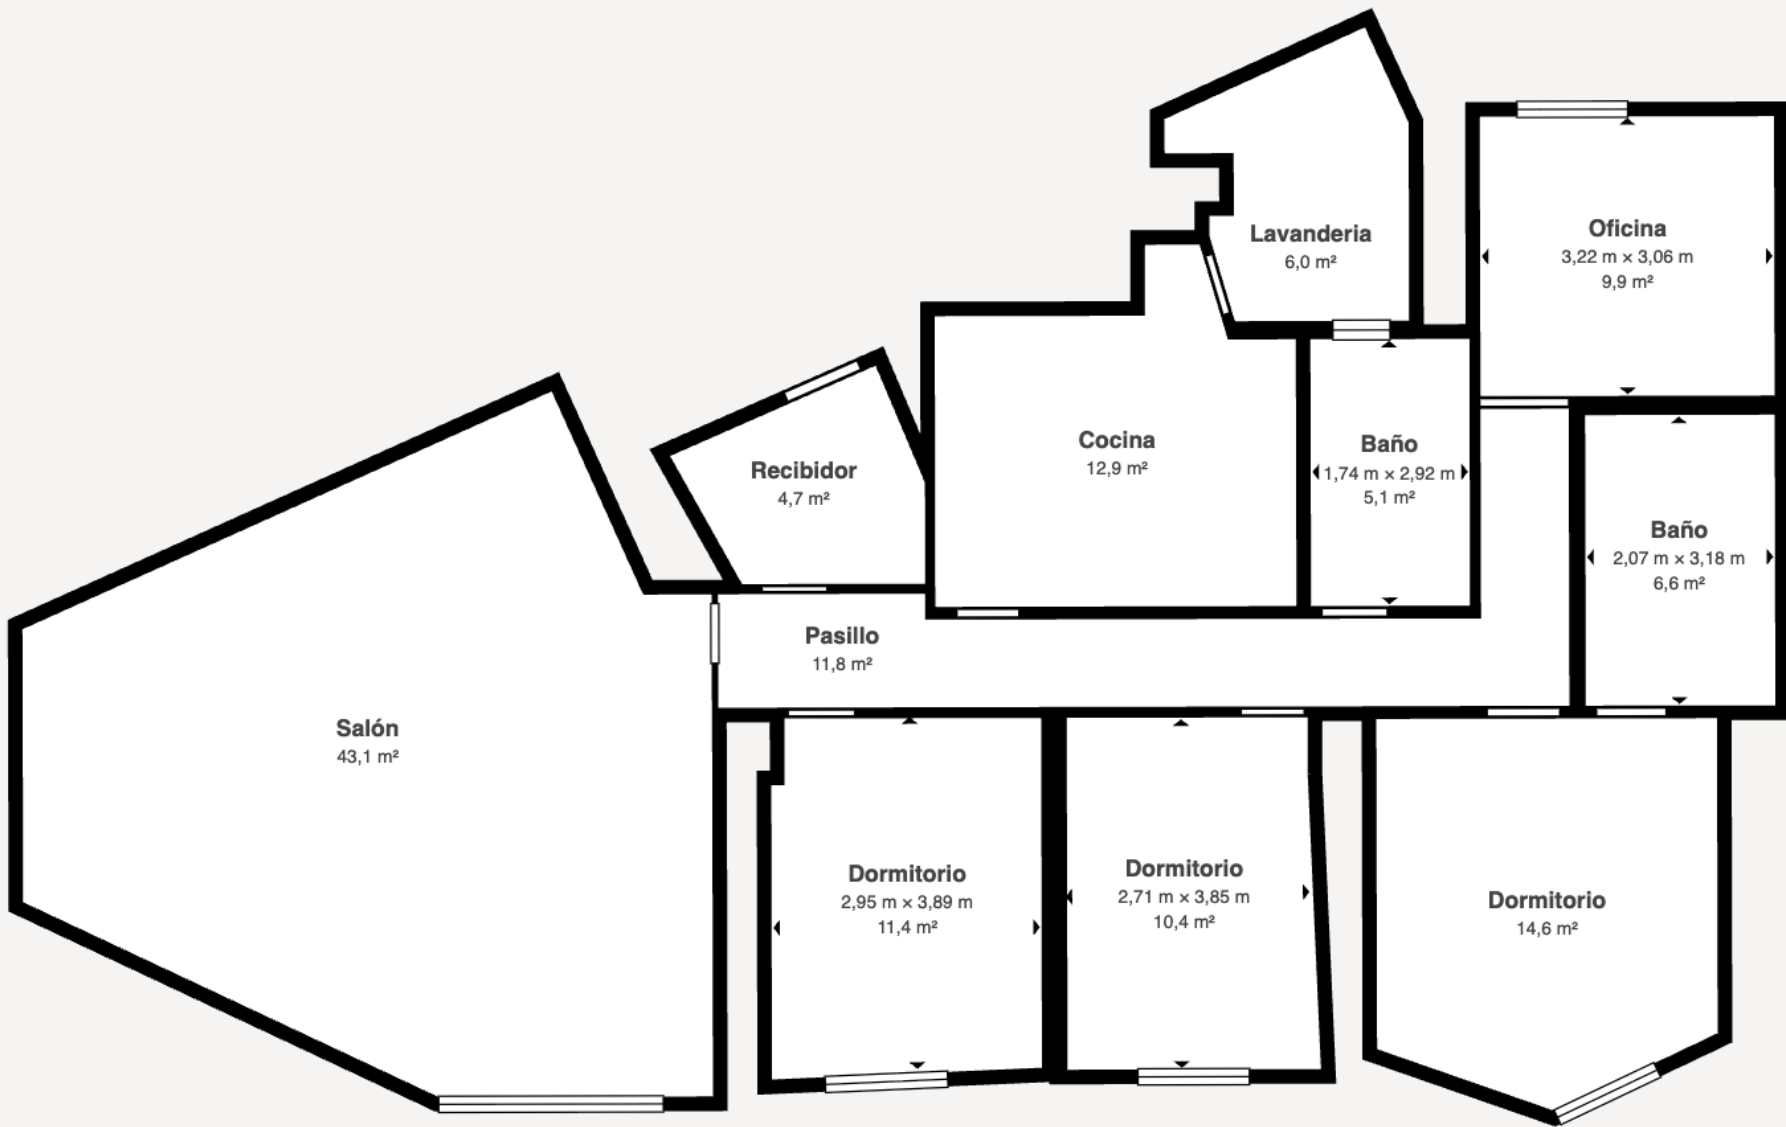 Lavanderia
6,0 m²
Oficina
3,22 m × 3,06 m
9,9 m²
Recibidor
4,7 m²
Cocina
12,9 m²
Baño
1,74 m × 2,92 m
5,1 m²
Baño
2,07 m × 3,18 m
6,6 m²
Pasillo
11,8 m²
Salón
43,1 m²
Dormitorio
2,95 m × 3,89 m
11,4 m²
Dormitorio
2,71 m × 3,85 m
10,4 m²
Dormitorio
14,6 m²